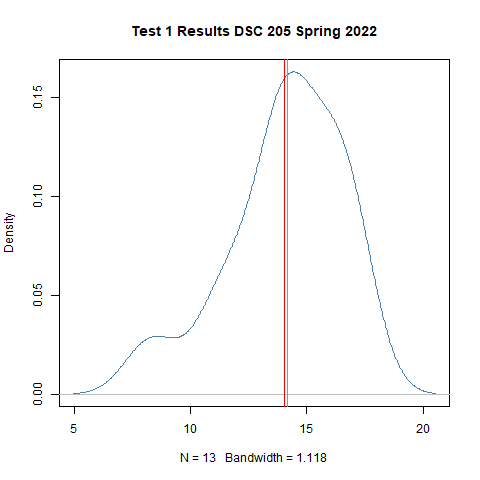 Test 1 Results DSC 205 Spring 2022
Density
0.15
0.10
0.05
0.00
5 10 15 20
N = 13 Bandwidth = 1.118